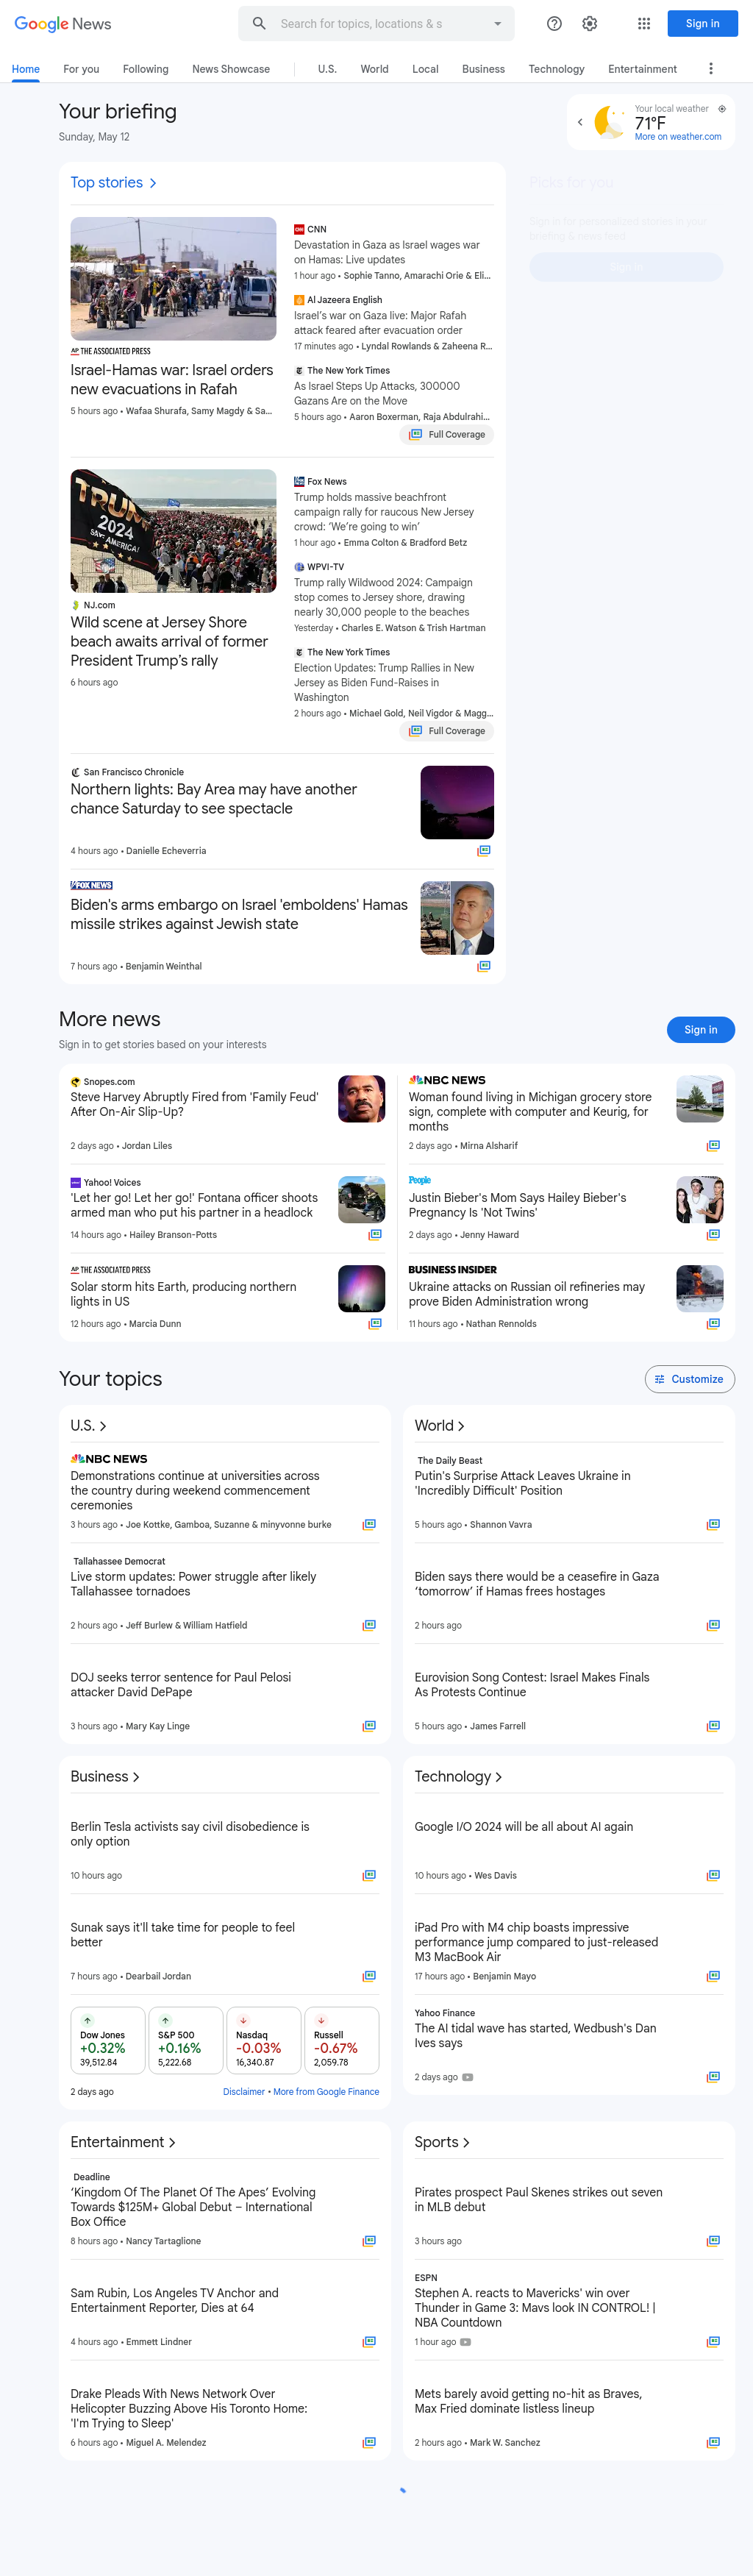 Google News
Search for topics, locations & s
Sign in
Home
For you
Following
News Showcase
U.S.
World
Local
Business
Technology
Entertainment
Your briefing
Sunday, May 12
Your local weather
71°F
More on weather.com
Top stories
Picks for you
Sign in for personalized stories in your
briefing & news feed
Sign in
AP THE ASSOCIATED PRESS
Israel-Hamas war: Israel orders
new evacuations in Rafah
5 hours ago • Wafaa Shurafa, Samy Magdy & Sa...
CNN
Devastation in Gaza as Israel wages war
on Hamas: Live updates
1 hour ago • Sophie Tanno, Amarachi Orie & Eli...
Al Jazeera English
Israel's war on Gaza live: Major Rafah
attack feared after evacuation order
17 minutes ago • Lyndal Rowlands & Zaheena R...
The New York Times
As Israel Steps Up Attacks, 300000
Gazans Are on the Move
5 hours ago • Aaron Boxerman, Raja Abdulrahi...
Full Coverage
TRUMP
2024
SAVE AMERICA!
NJ.com
Wild scene at Jersey Shore
beach awaits arrival of former
President Trump's rally
6 hours ago
Fox News
Trump holds massive beachfront
campaign rally for raucous New Jersey
crowd: 'We're going to win'
1 hour ago • Emma Colton & Bradford Betz
WPVI-TV
Trump rally Wildwood 2024: Campaign
stop comes to Jersey shore, drawing
nearly 30,000 people to the beaches
Yesterday • Charles E. Watson & Trish Hartman
The New York Times
Election Updates: Trump Rallies in New
Jersey as Biden Fund-Raises in
Washington
2 hours ago • Michael Gold, Neil Vigdor & Magg...
Full Coverage
San Francisco Chronicle
Northern lights: Bay Area may have another
chance Saturday to see spectacle
4 hours ago • Danielle Echeverria
FOX NEWS
Biden's arms embargo on Israel 'emboldens' Hamas
missile strikes against Jewish state
7 hours ago • Benjamin Weinthal
More news
Sign in to get stories based on your interests
Sign in
Snopes.com
Steve Harvey Abruptly Fired from 'Family Feud'
After On-Air Slip-Up?
2 days ago • Jordan Liles
NBC NEWS
Woman found living in Michigan grocery store
sign, complete with computer and Keurig, for
months
2 days ago • Mirna Alsharif
Yahoo! Voices
'Let her go! Let her go!' Fontana officer shoots
armed man who put his partner in a headlock
14 hours ago • Hailey Branson-Potts
People
Justin Bieber's Mom Says Hailey Bieber's
Pregnancy Is 'Not Twins'
2 days ago • Jenny Haward
AP THE ASSOCIATED PRESS
Solar storm hits Earth, producing northern
lights in US
12 hours ago • Marcia Dunn
BUSINESS INSIDER
Ukraine attacks on Russian oil refineries may
prove Biden Administration wrong
11 hours ago • Nathan Rennolds
Your topics
Customize
U.S.
NBC NEWS
Demonstrations continue at universities across
the country during weekend commencement
ceremonies
3 hours ago • Joe Kottke, Gamboa, Suzanne & minyvonne burke
Tallahassee Democrat
Live storm updates: Power struggle after likely
Tallahassee tornadoes
2 hours ago • Jeff Burlew & William Hatfield
DOJ seeks terror sentence for Paul Pelosi
attacker David DePape
3 hours ago • Mary Kay Linge
World
The Daily Beast
Putin's Surprise Attack Leaves Ukraine in
'Incredibly Difficult' Position
5 hours ago • Shannon Vavra
Biden says there would be a ceasefire in Gaza
'tomorrow' if Hamas frees hostages
2 hours ago
Eurovision Song Contest: Israel Makes Finals
As Protests Continue
5 hours ago • James Farrell
Business
Berlin Tesla activists say civil disobedience is
only option
10 hours ago
Sunak says it'll take time for people to feel
better
7 hours ago • Dearbail Jordan
Dow Jones
+0.32%
39,512.84
S&P 500
+0.16%
5,222.68
Nasdaq
-0.03%
16,340.87
Russell
-0.67%
2,059.78
2 days ago
Disclaimer • More from Google Finance
Technology
Google I/O 2024 will be all about AI again
10 hours ago • Wes Davis
iPad Pro with M4 chip boasts impressive
performance jump compared to just-released
M3 MacBook Air
17 hours ago • Benjamin Mayo
Yahoo Finance
The AI tidal wave has started, Wedbush's Dan
Ives says
2 days ago
Entertainment
Deadline
'Kingdom Of The Planet Of The Apes' Evolving
Towards $125M+ Global Debut – International
Box Office
8 hours ago • Nancy Tartaglione
Sam Rubin, Los Angeles TV Anchor and
Entertainment Reporter, Dies at 64
4 hours ago • Emmett Lindner
Drake Pleads With News Network Over
Helicopter Buzzing Above His Toronto Home:
'I'm Trying to Sleep'
6 hours ago • Miguel A. Melendez
Sports
Pirates prospect Paul Skenes strikes out seven
in MLB debut
3 hours ago
ESPN
Stephen A. reacts to Mavericks' win over
Thunder in Game 3: Mavs look IN CONTROL! |
NBA Countdown
1 hour ago
Mets barely avoid getting no-hit as Braves,
Max Fried dominate listless lineup
2 hours ago • Mark W. Sanchez